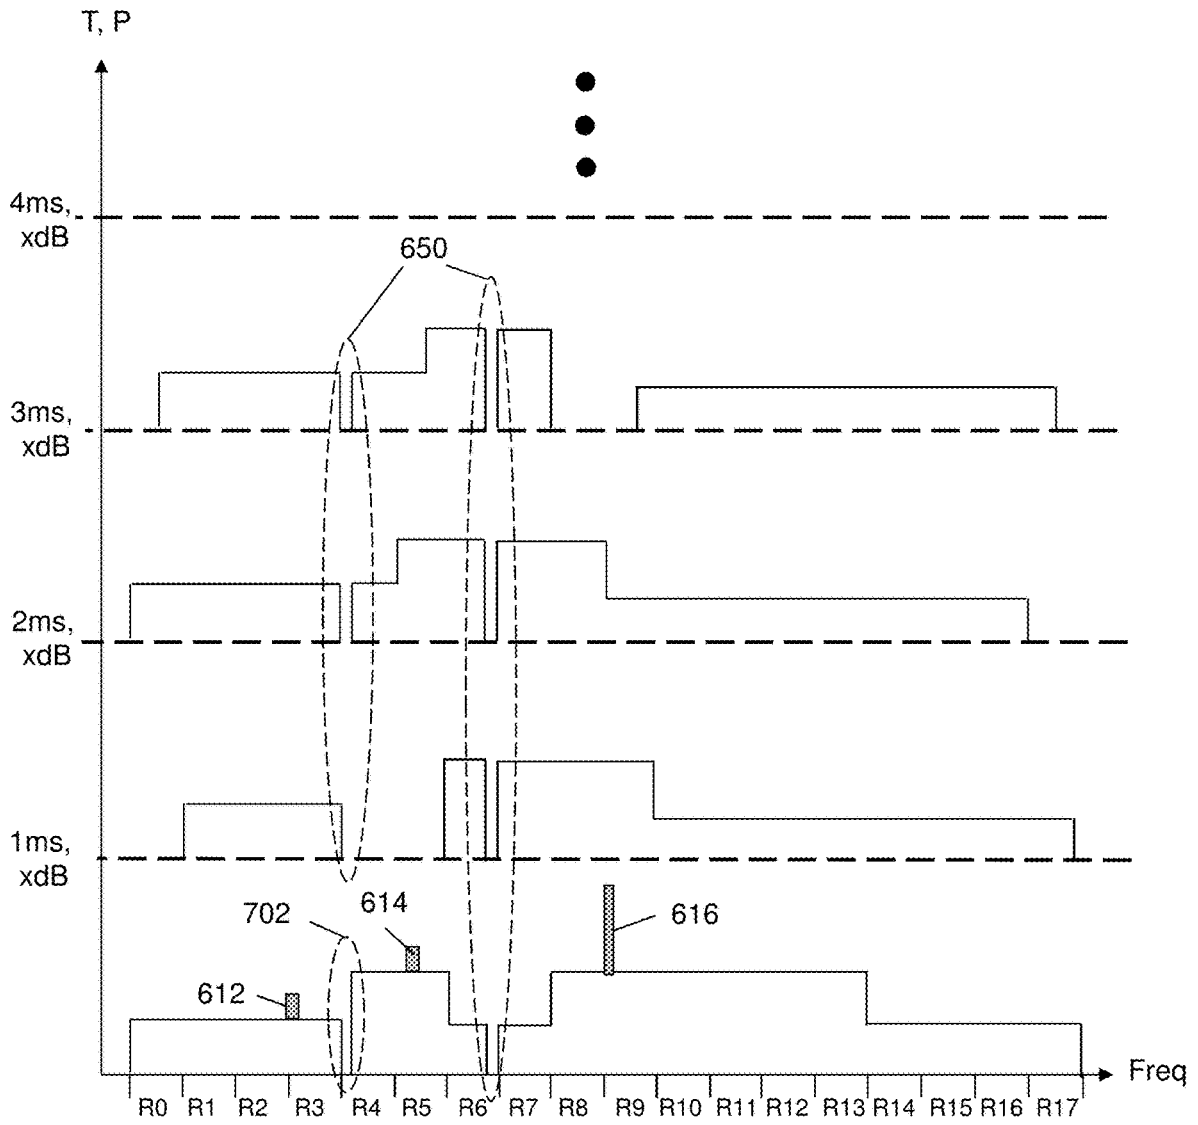 T, P
4ms,
xdB
650
3ms,
xdB
2ms,
xdB
1ms,
xdB
702
614
616
612
Freq
R0 R1 R2 R3 R4 R5 R6 R7 R8 R9 R10 R11 R12 R13 R14 R15 R16 R17